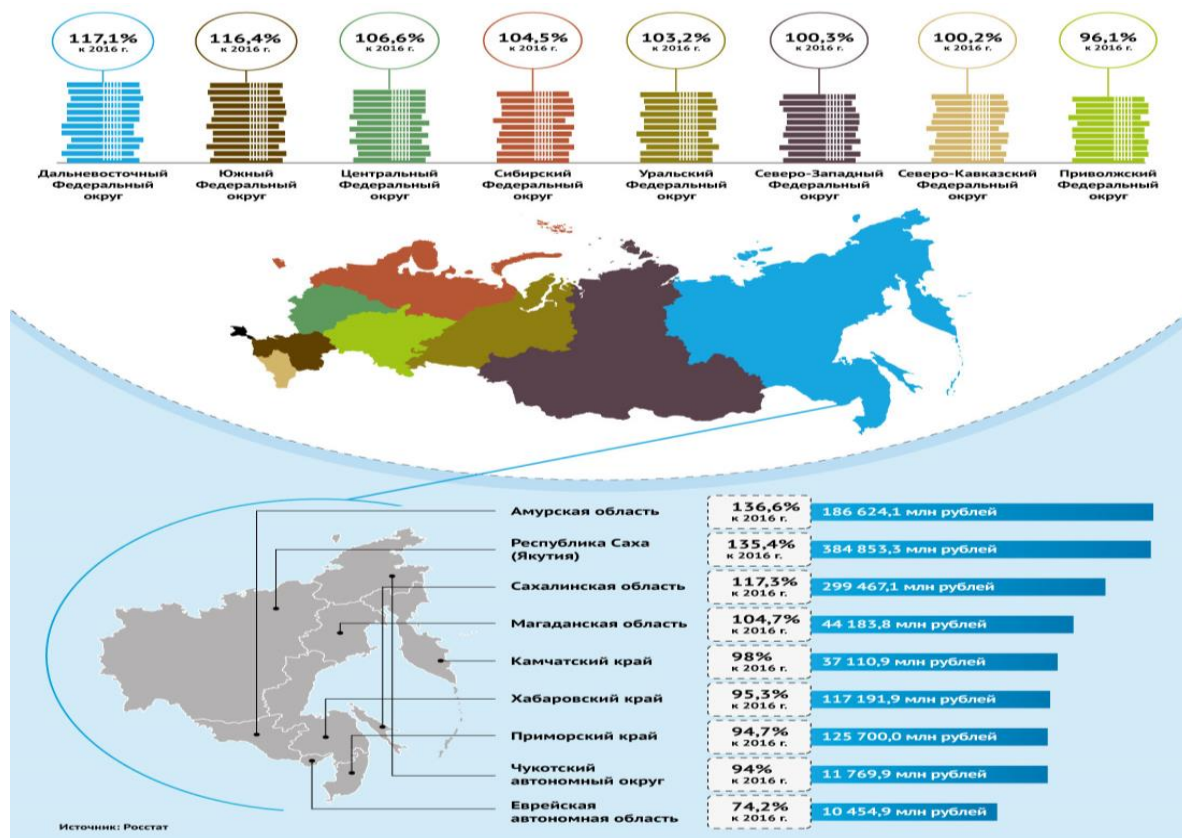 117,1%
к 2016 г.
116,4%
к 2016 г.
106,6%
к 2016 г.
104,5%
к 2016 г.
103,2%
к 2016 г.
100,3%
к 2016 г.
100,2%
к 2016 г.
96,1%
к 2016 г.
Дальневосточный
Федеральный
округ
Южный
Федеральный
округ
Центральный
Федеральный
округ
Сибирский
Федеральный
округ
Уральский
Федеральный
округ
Северо-Западный
Федеральный
округ
Северо-Кавказский
Федеральный
округ
Приволжский
Федеральный
округ
Амурская область
136,6%
к 2016 г.
186 624,1 млн рублей
Республика Саха
(Якутия)
135,4%
к 2016 г.
384 853,3 млн рублей
Сахалинская область
117,3%
к 2016 г.
299 467,1 млн рублей
Магаданская область
104,7%
к 2016 г.
44 183,8 млн рублей
Камчатский край
98%
к 2016 г.
37 110,9 млн рублей
Хабаровский край
95,3%
к 2016 г.
117 191,9 млн рублей
Приморский край
94,7%
к 2016 г.
125 700,0 млн рублей
Чукотский
автономный округ
94%
к 2016 г.
11 769,9 млн рублей
Еврейская
автономная область
74,2%
к 2016 г.
10 454,9 млн рублей
Источник: Росстат